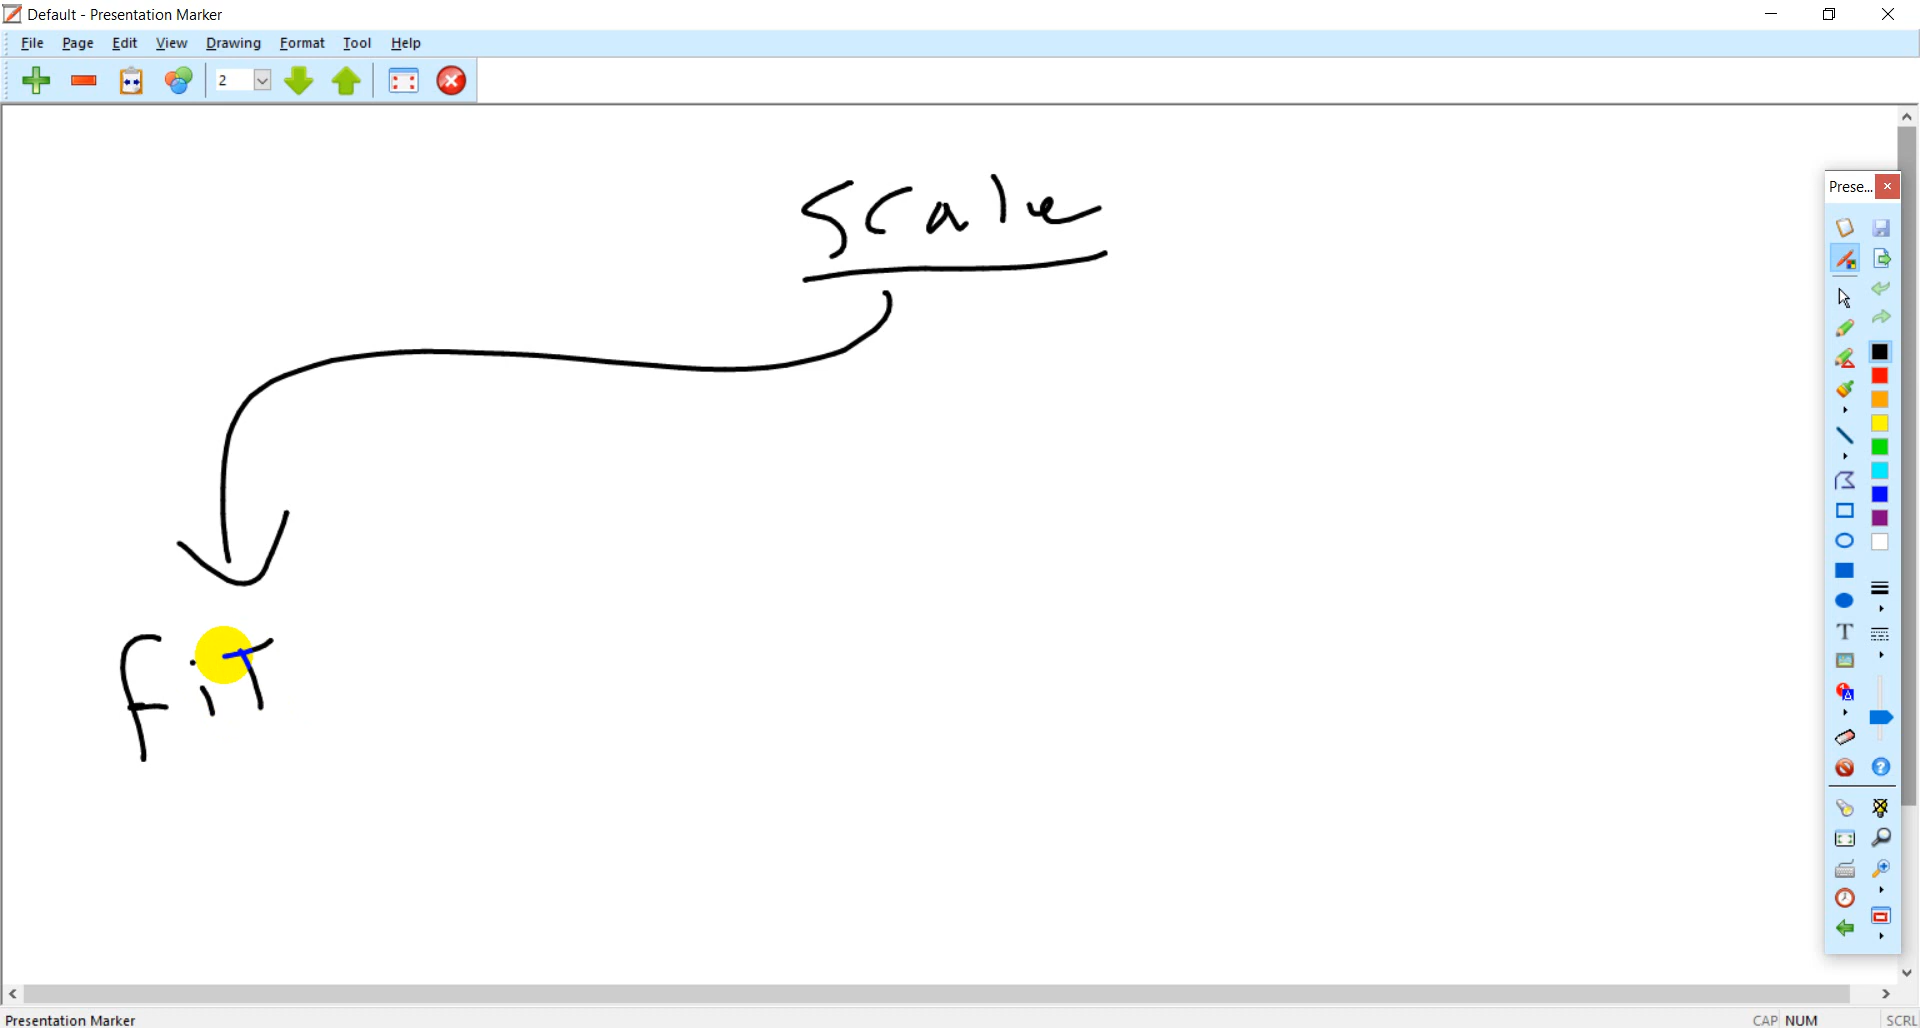 Default - Presentation Marker
File Page Edit View Drawing Format Tool Help
2
Scale
Prese...
T
fit
Presentation Marker
CAP NUM SCRL